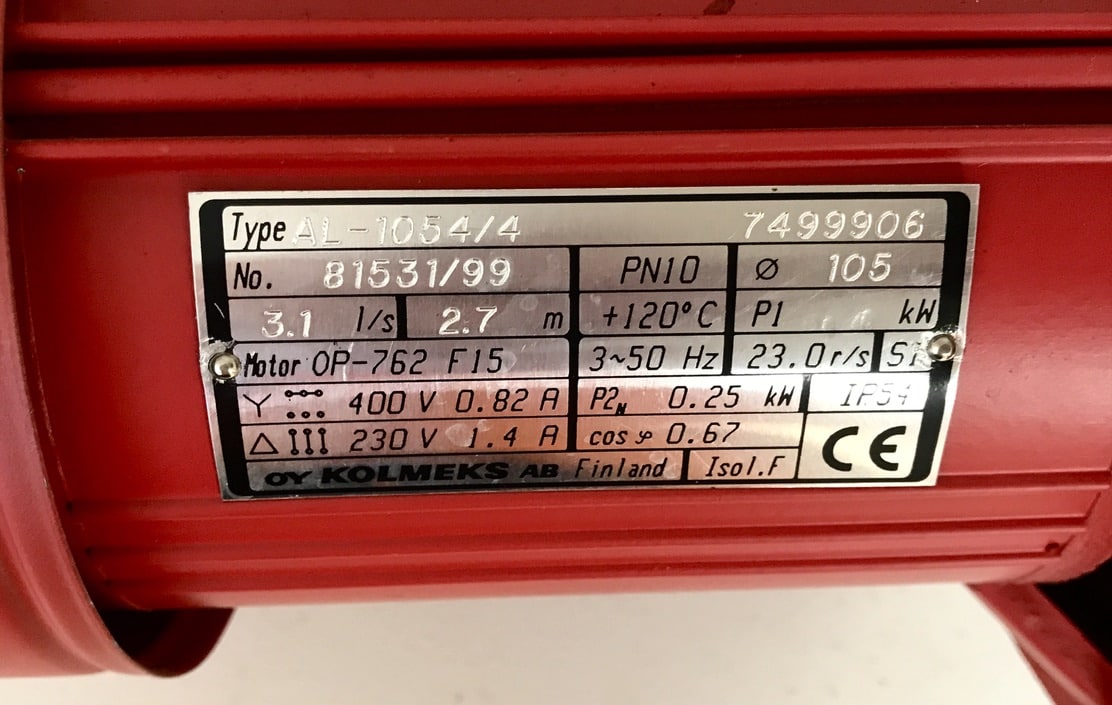 Type AL-1054/4 7499906
No. 81531/99 PN10 Ø 105
3.1 l/s 2.7 m +120°C P1 kW
Motor OP-762 F15 3~50 Hz 23.0r/s S1
Y 400 V 0.82 A P2N 0.25 kW IP54
△ 230 V 1.4 A cos φ 0.67 CE
OY KOLMEKS AB Finland Isol.F